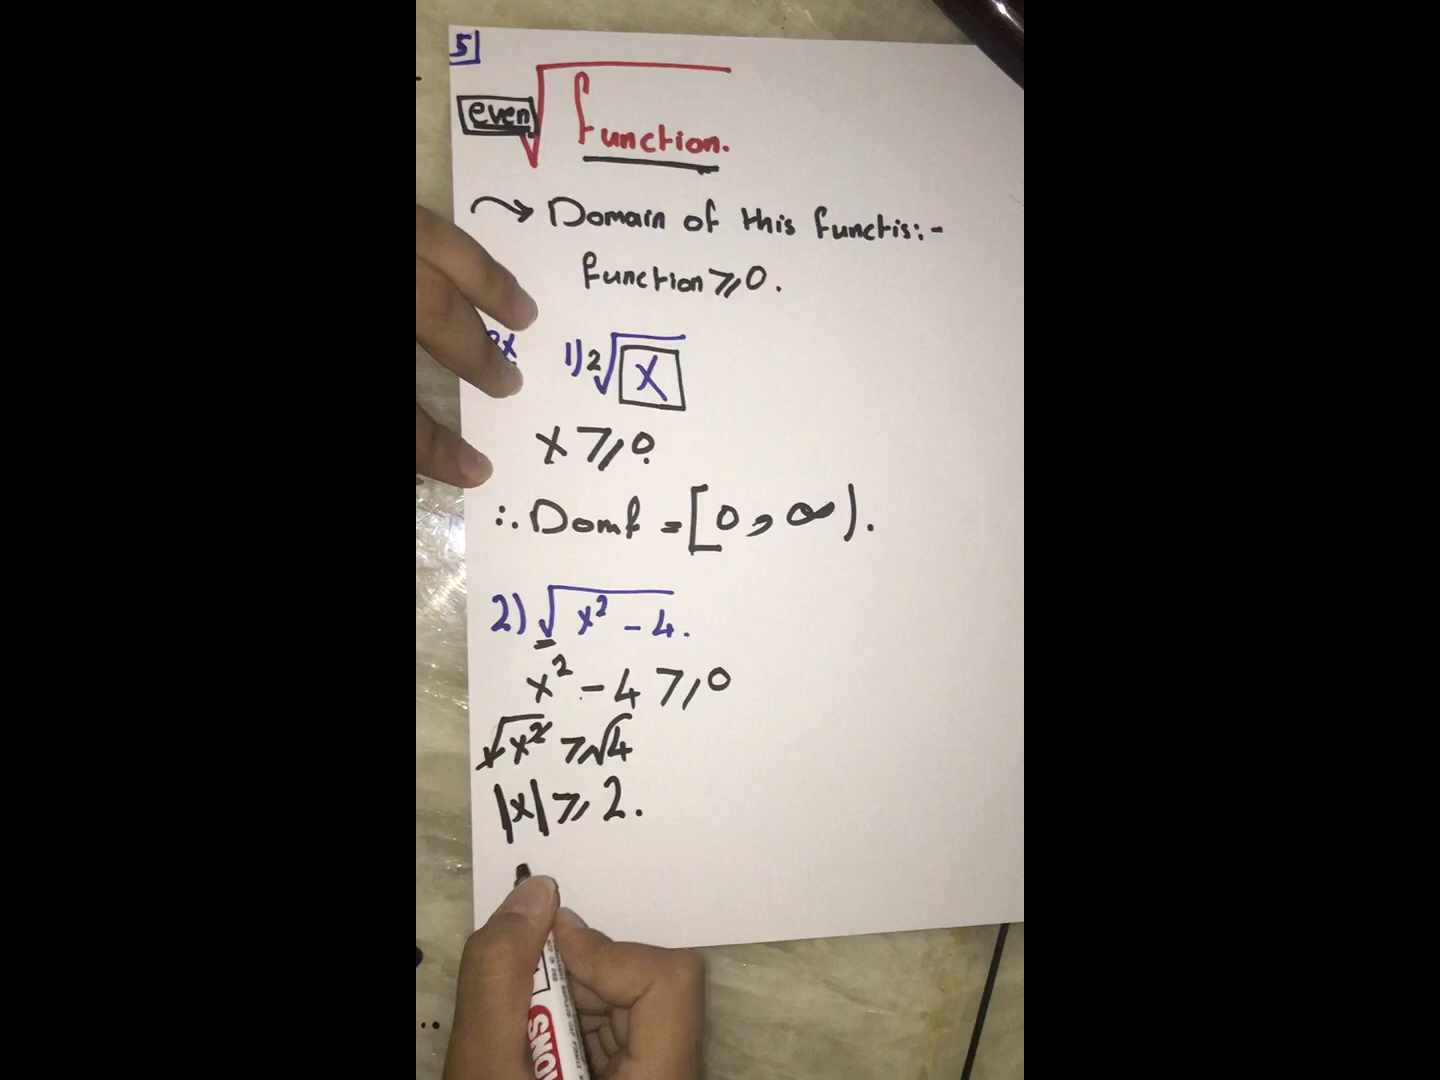 5
even√function.
→ Domain of this functis:-
function ≥ 0.
ex 1) ²√x
x ≥ 0.
∴ Domf = [0, ∞).
2) √x² - 4.
x² - 4 ≥ 0
√x² ≥ √4
|x| ≥ 2.